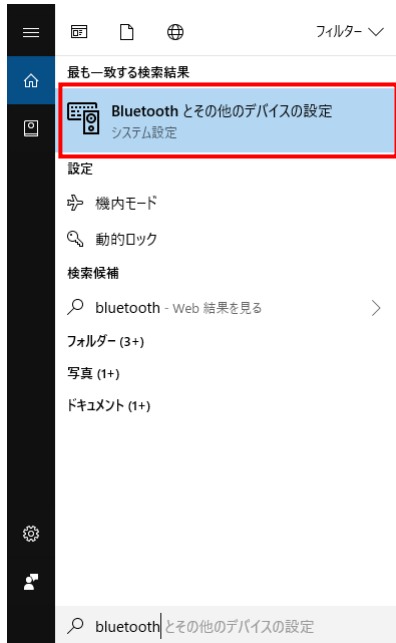 フィルター
最も一致する検索結果
Bluetooth とその他のデバイスの設定
システム設定
設定
機内モード
動的ロック
検索候補
bluetooth - Web 結果を見る
フォルダー (3+)
写真 (1+)
ドキュメント (1+)
bluetooth とその他のデバイスの設定